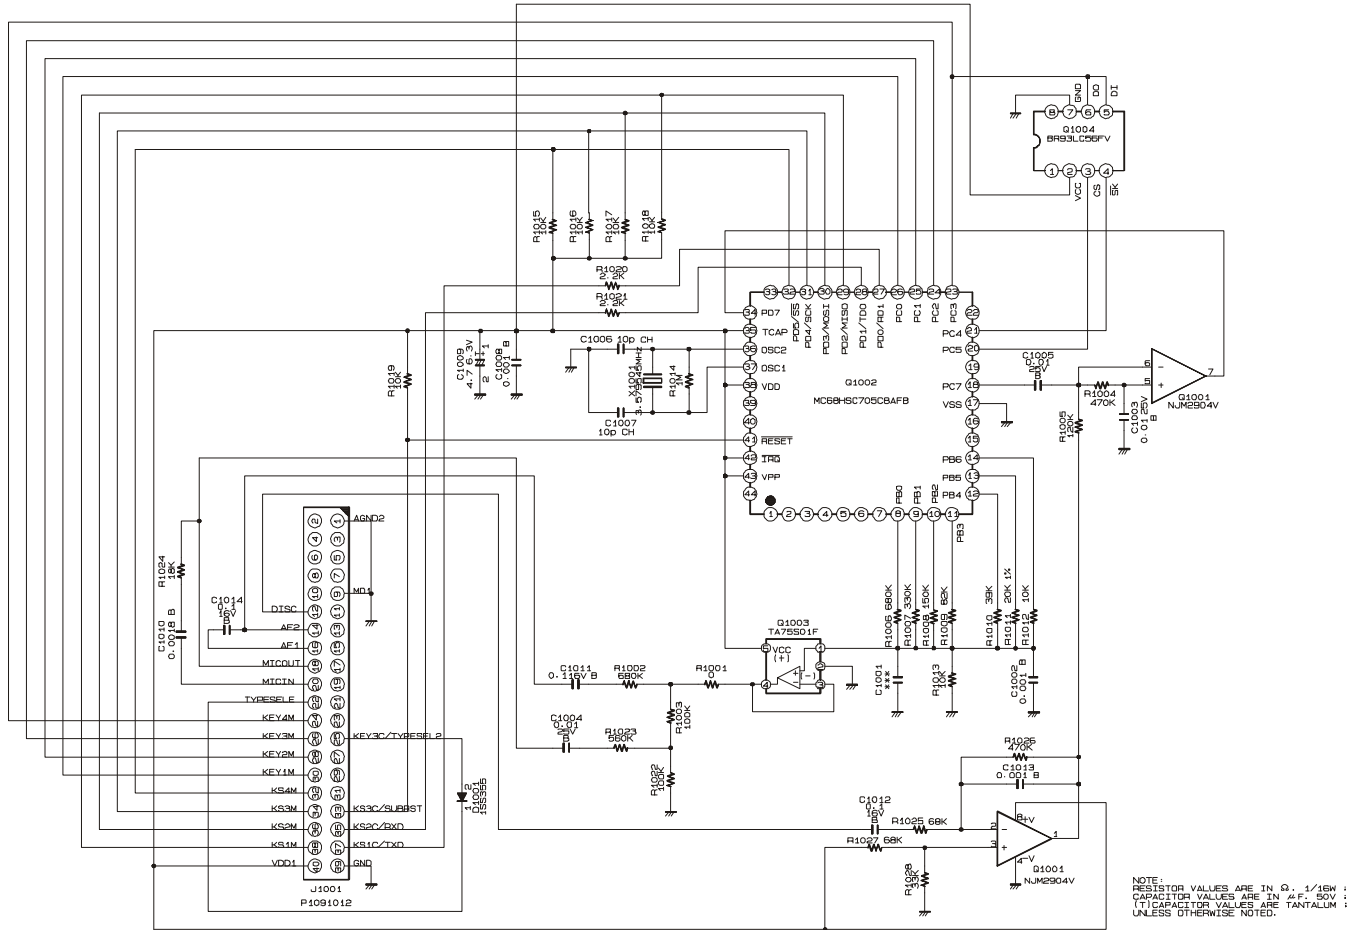 GND
DO
DI
8
7
6
5
Q1004
BR93LC56FV
1
2
3
4
VCC
CS
SK
R1015
10K
R1016
10K
R1017
10K
R1018
10K
R1020
2.2K
R1021
2.2K
33
32
31
30
29
28
27
26
25
24
23
22
PD5/SS
PD4/SCK
PD3/MOSI
PD2/MISO
PD1/TDO
PD0/RD1
PC0
PC1
PC2
PC3
34
PD7
35
TCAP
36
OSC2
37
OSC1
38
VDD
39
40
41
RESET
42
IRQ
43
VPP
44
Q1002
MC68HSC705C8AFB
PC4
21
PC5
20
19
PC7
18
VSS
17
16
15
PB6
14
PB5
13
PB4
12
PB0
PB1
PB2
PB3
1
2
3
4
5
6
7
8
9
10
11
C1006 10p CH
X1001
3.579545MHz
R1014
1M
C1007
10p CH
C1009
4.7 6.3V
+
1
2
C1008
0.001 B
R1019
10K
C1005
0.01
25V
B
R1004
470K
R1005
120K
C1003
0.01 25V
B
6
5
7
-
+
Q1001
NJM2904V
R1006 680K
R1007 330K
R1008 150K
R1009 82K
R1010 39K
R1011 20K 1%
R1012 10K
C1001
***
R1013
10K
C1002
0.001 B
Q1003
TA75S01F
5
VCC
(+)
(-)
4
1
2
3
C1011
0.1 16V B
R1002
680K
R1001
0
R1003
100K
C1004
0.01
25V
B
R1023
560K
R1022
100K
R1024
18K
C1010
0.0018 B
C1014
0.1
16V
B
AGND2
MD1
DISC
AF2
AF1
MICOUT
MICIN
TYPESELE
KEY4M
KEY3M
KEY2M
KEY1M
KS4M
KS3M
KS2M
KS1M
VDD1
KEY3C/TYPESEL2
KS3C/SUBRST
KS2C/RXD
KS1C/TXD
GND
2
1
4
3
6
5
8
7
10
9
12
11
14
13
16
15
18
17
20
19
22
21
24
23
26
25
28
27
30
29
32
31
34
33
36
35
38
37
40
39
J1001
P1091012
D1001
1SS355
1
2
R1026
470K
C1013
0.001 B
C1012
0.1
16V
B
R1025 68K
R1027 68K
R1028
33K
2
3
8
+V
4
-V
1
-
+
Q1001
NJM2904V
NOTE:
RESISTOR VALUES ARE IN Ω. 1/16W ;
CAPACITOR VALUES ARE IN μF. 50V ;
(T)CAPACITOR VALUES ARE TANTALUM ;
UNLESS OTHERWISE NOTED.